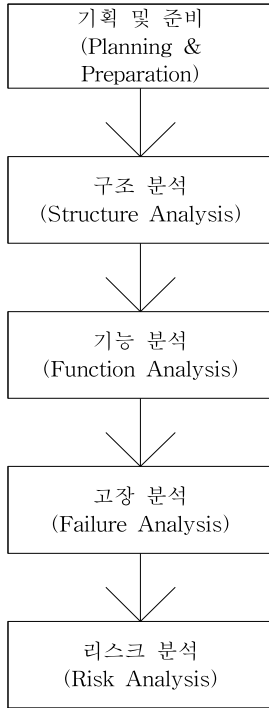 기획 및 준비
(Planning &
Preparation)
구조 분석
(Structure Analysis)
기능 분석
(Function Analysis)
고장 분석
(Failure Analysis)
리스크 분석
(Risk Analysis)